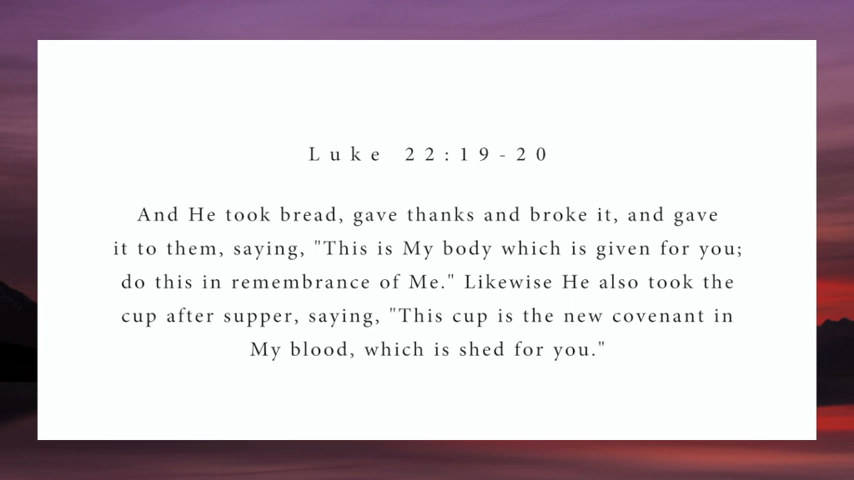 Luke 22:19-20
And He took bread, gave thanks and broke it, and gave
it to them, saying, "This is My body which is given for you;
do this in remembrance of Me." Likewise He also took the
cup after supper, saying, "This cup is the new covenant in
My blood, which is shed for you."